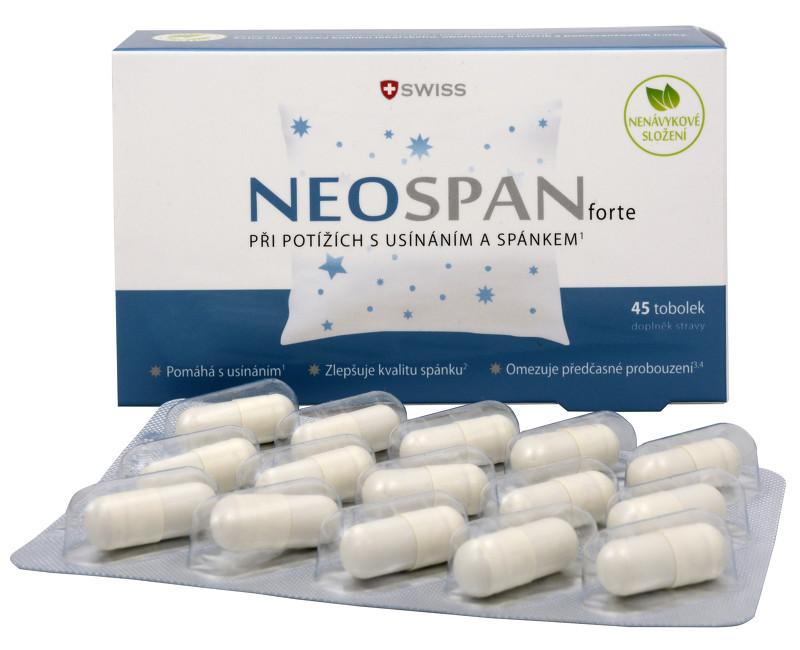 SWISS
NENÁVYKOVÉ
SLOŽENÍ
NEOSPAN forte
PŘI POTÍŽÍCH S USÍNÁNÍM A SPÁNKEM¹
45 tobolek
doplněk stravy
Pomáhá s usínáním¹
Zlepšuje kvalitu spánku²
Omezuje předčasné probouzení³·⁴